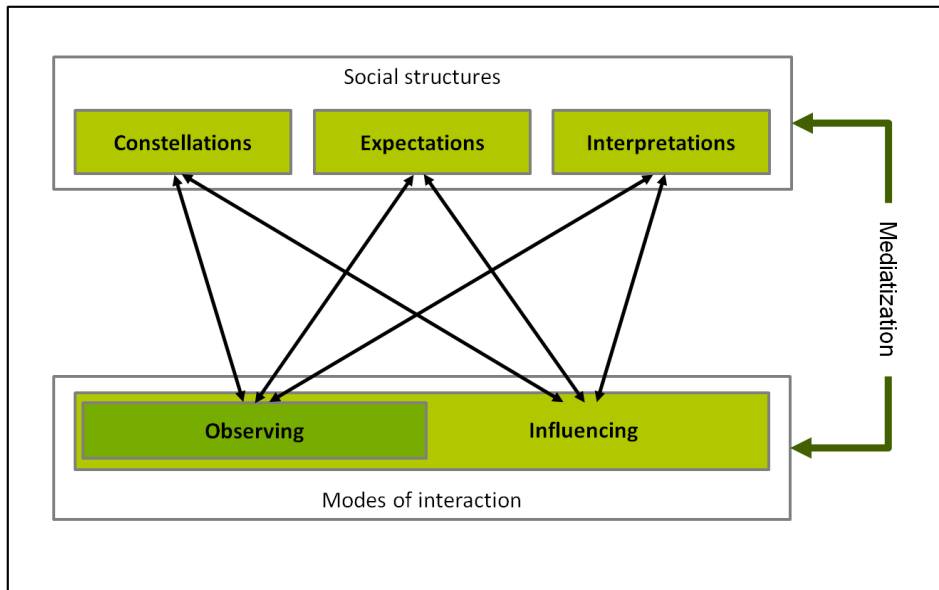 Social structures
Constellations
Expectations
Interpretations
Mediatization
Observing
Influencing
Modes of interaction